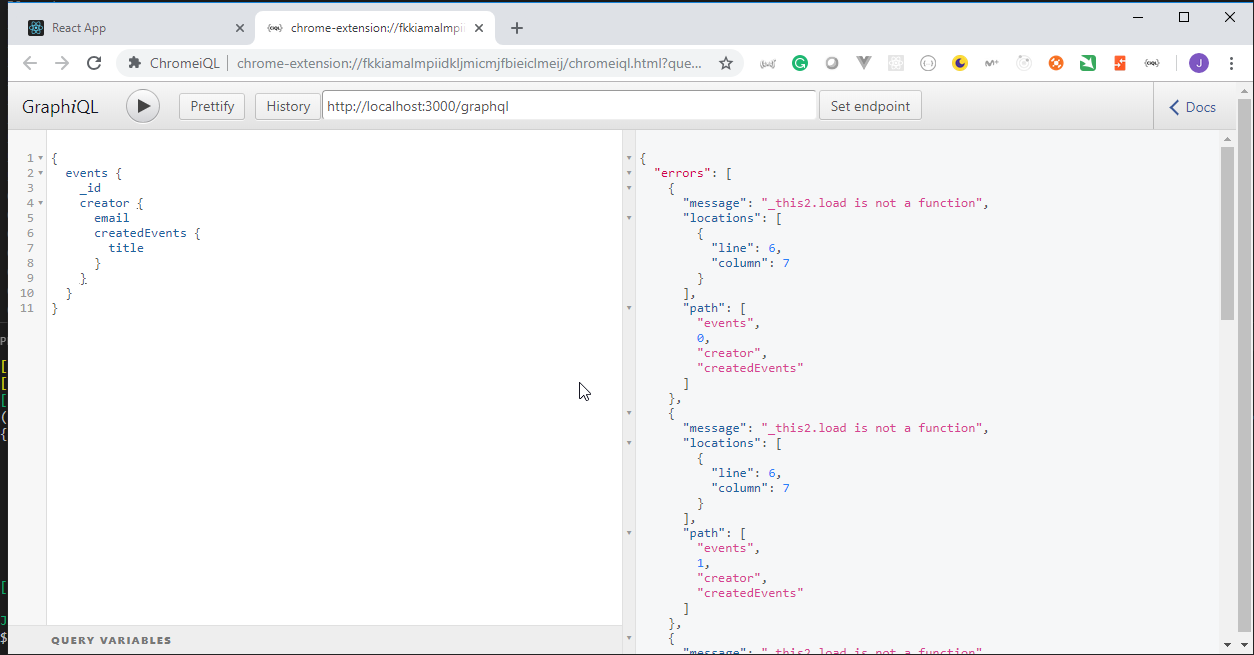 React App
chrome-extension://fkkiamalmpii
ChromeiQL
chrome-extension://fkkiamalmpiidkljmicmjfbieiclmeij/chromeiql.html?que...
J
GraphiQL
Prettify
History
http://localhost:3000/graphql
Set endpoint
Docs
1 {
2 events {
3 _id
4 creator {
5 email
6 createdEvents {
7 title
8 }
9 }
10 }
11 }
QUERY VARIABLES
{
"errors": [
{
"message": "_this2.load is not a function",
"locations": [
{
"line": 6,
"column": 7
}
],
"path": [
"events",
0,
"creator",
"createdEvents"
]
},
{
"message": "_this2.load is not a function",
"locations": [
{
"line": 6,
"column": 7
}
],
"path": [
"events",
1,
"creator",
"createdEvents"
]
},
{
"message": "_this2.load is not a function",